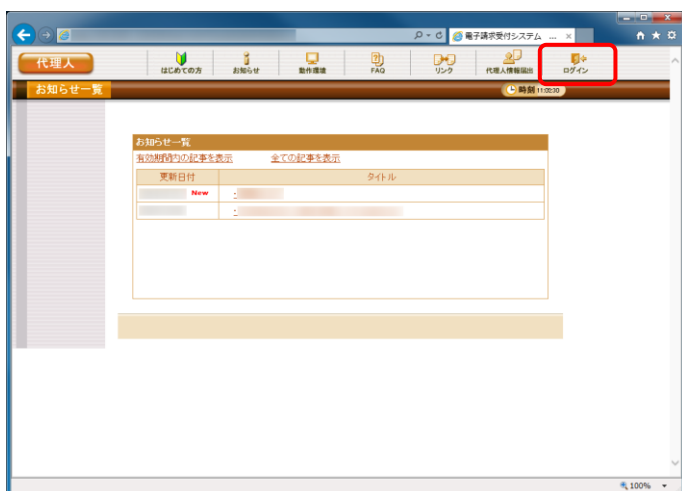 電子請求受付システム ...
代理人
はじめての方
お知らせ
動作環境
FAQ
リンク
代理人情報届出
ログイン
お知らせ一覧
時刻
お知らせ一覧
有効期間内の記事を表示 全ての記事を表示
更新日付 タイトル
New
100%